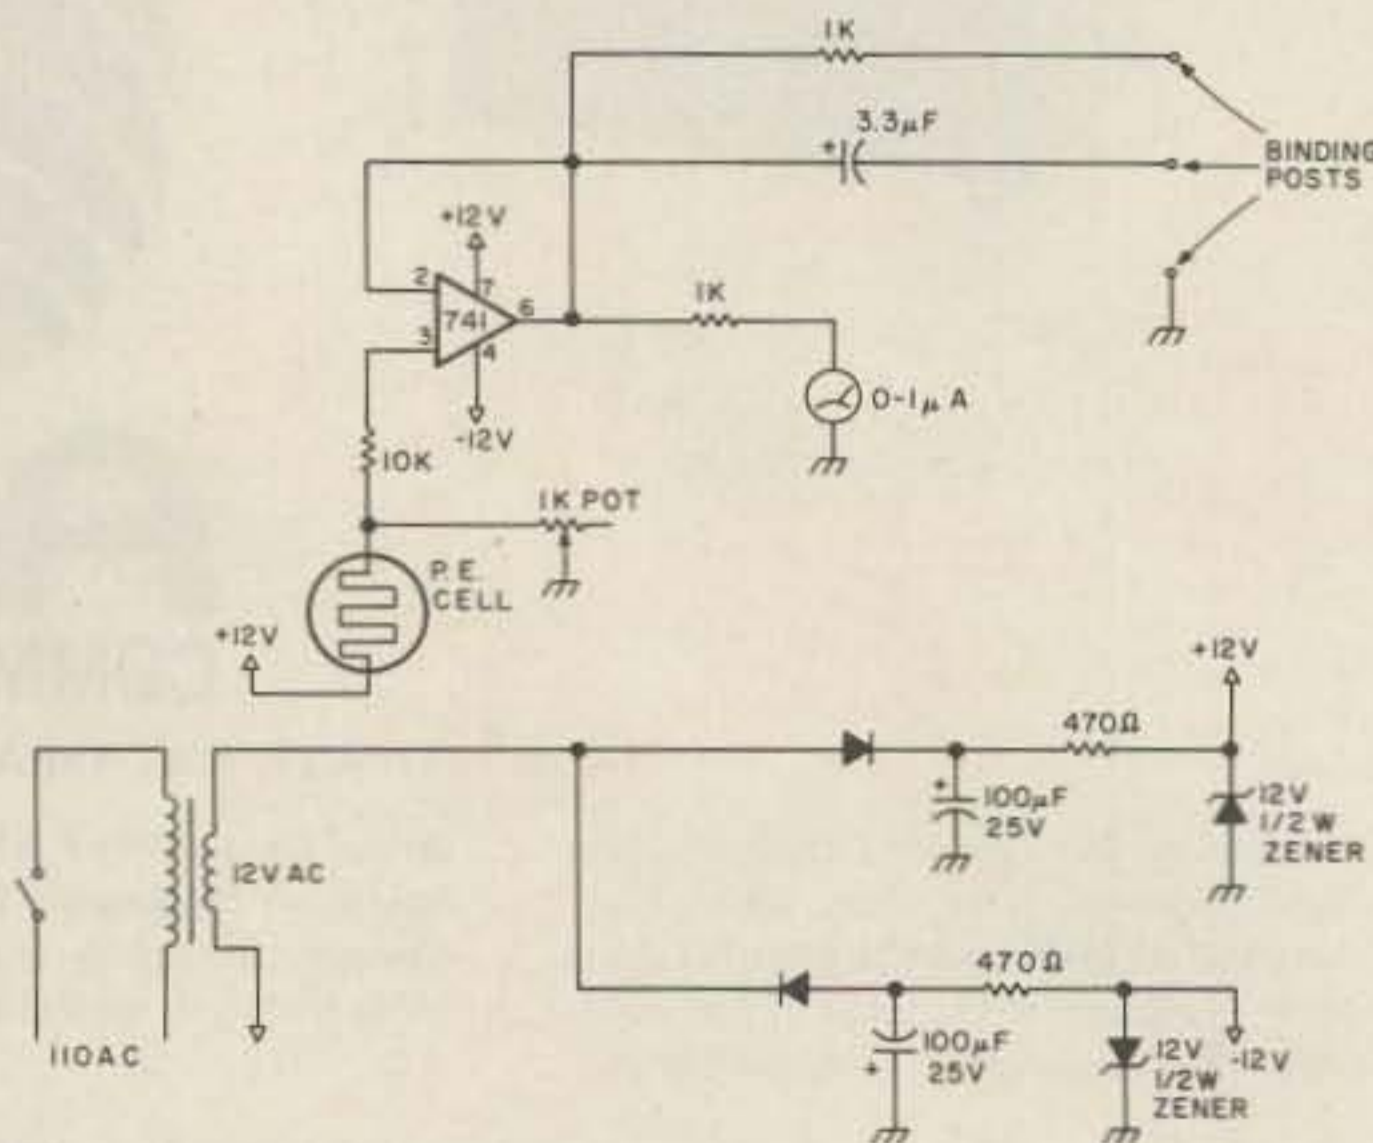 1K
3.3µF
+
BINDING
POSTS
+12V
2
7
741
6
3
4
-12V
1K
0-1µA
10K
1K POT
P.E.
CELL
+12V
+12V
470Ω
+
100µF
25V
12V
1/2W
ZENER
12VAC
110AC
470Ω
100µF
+
25V
12V
1/2W
ZENER
-12V